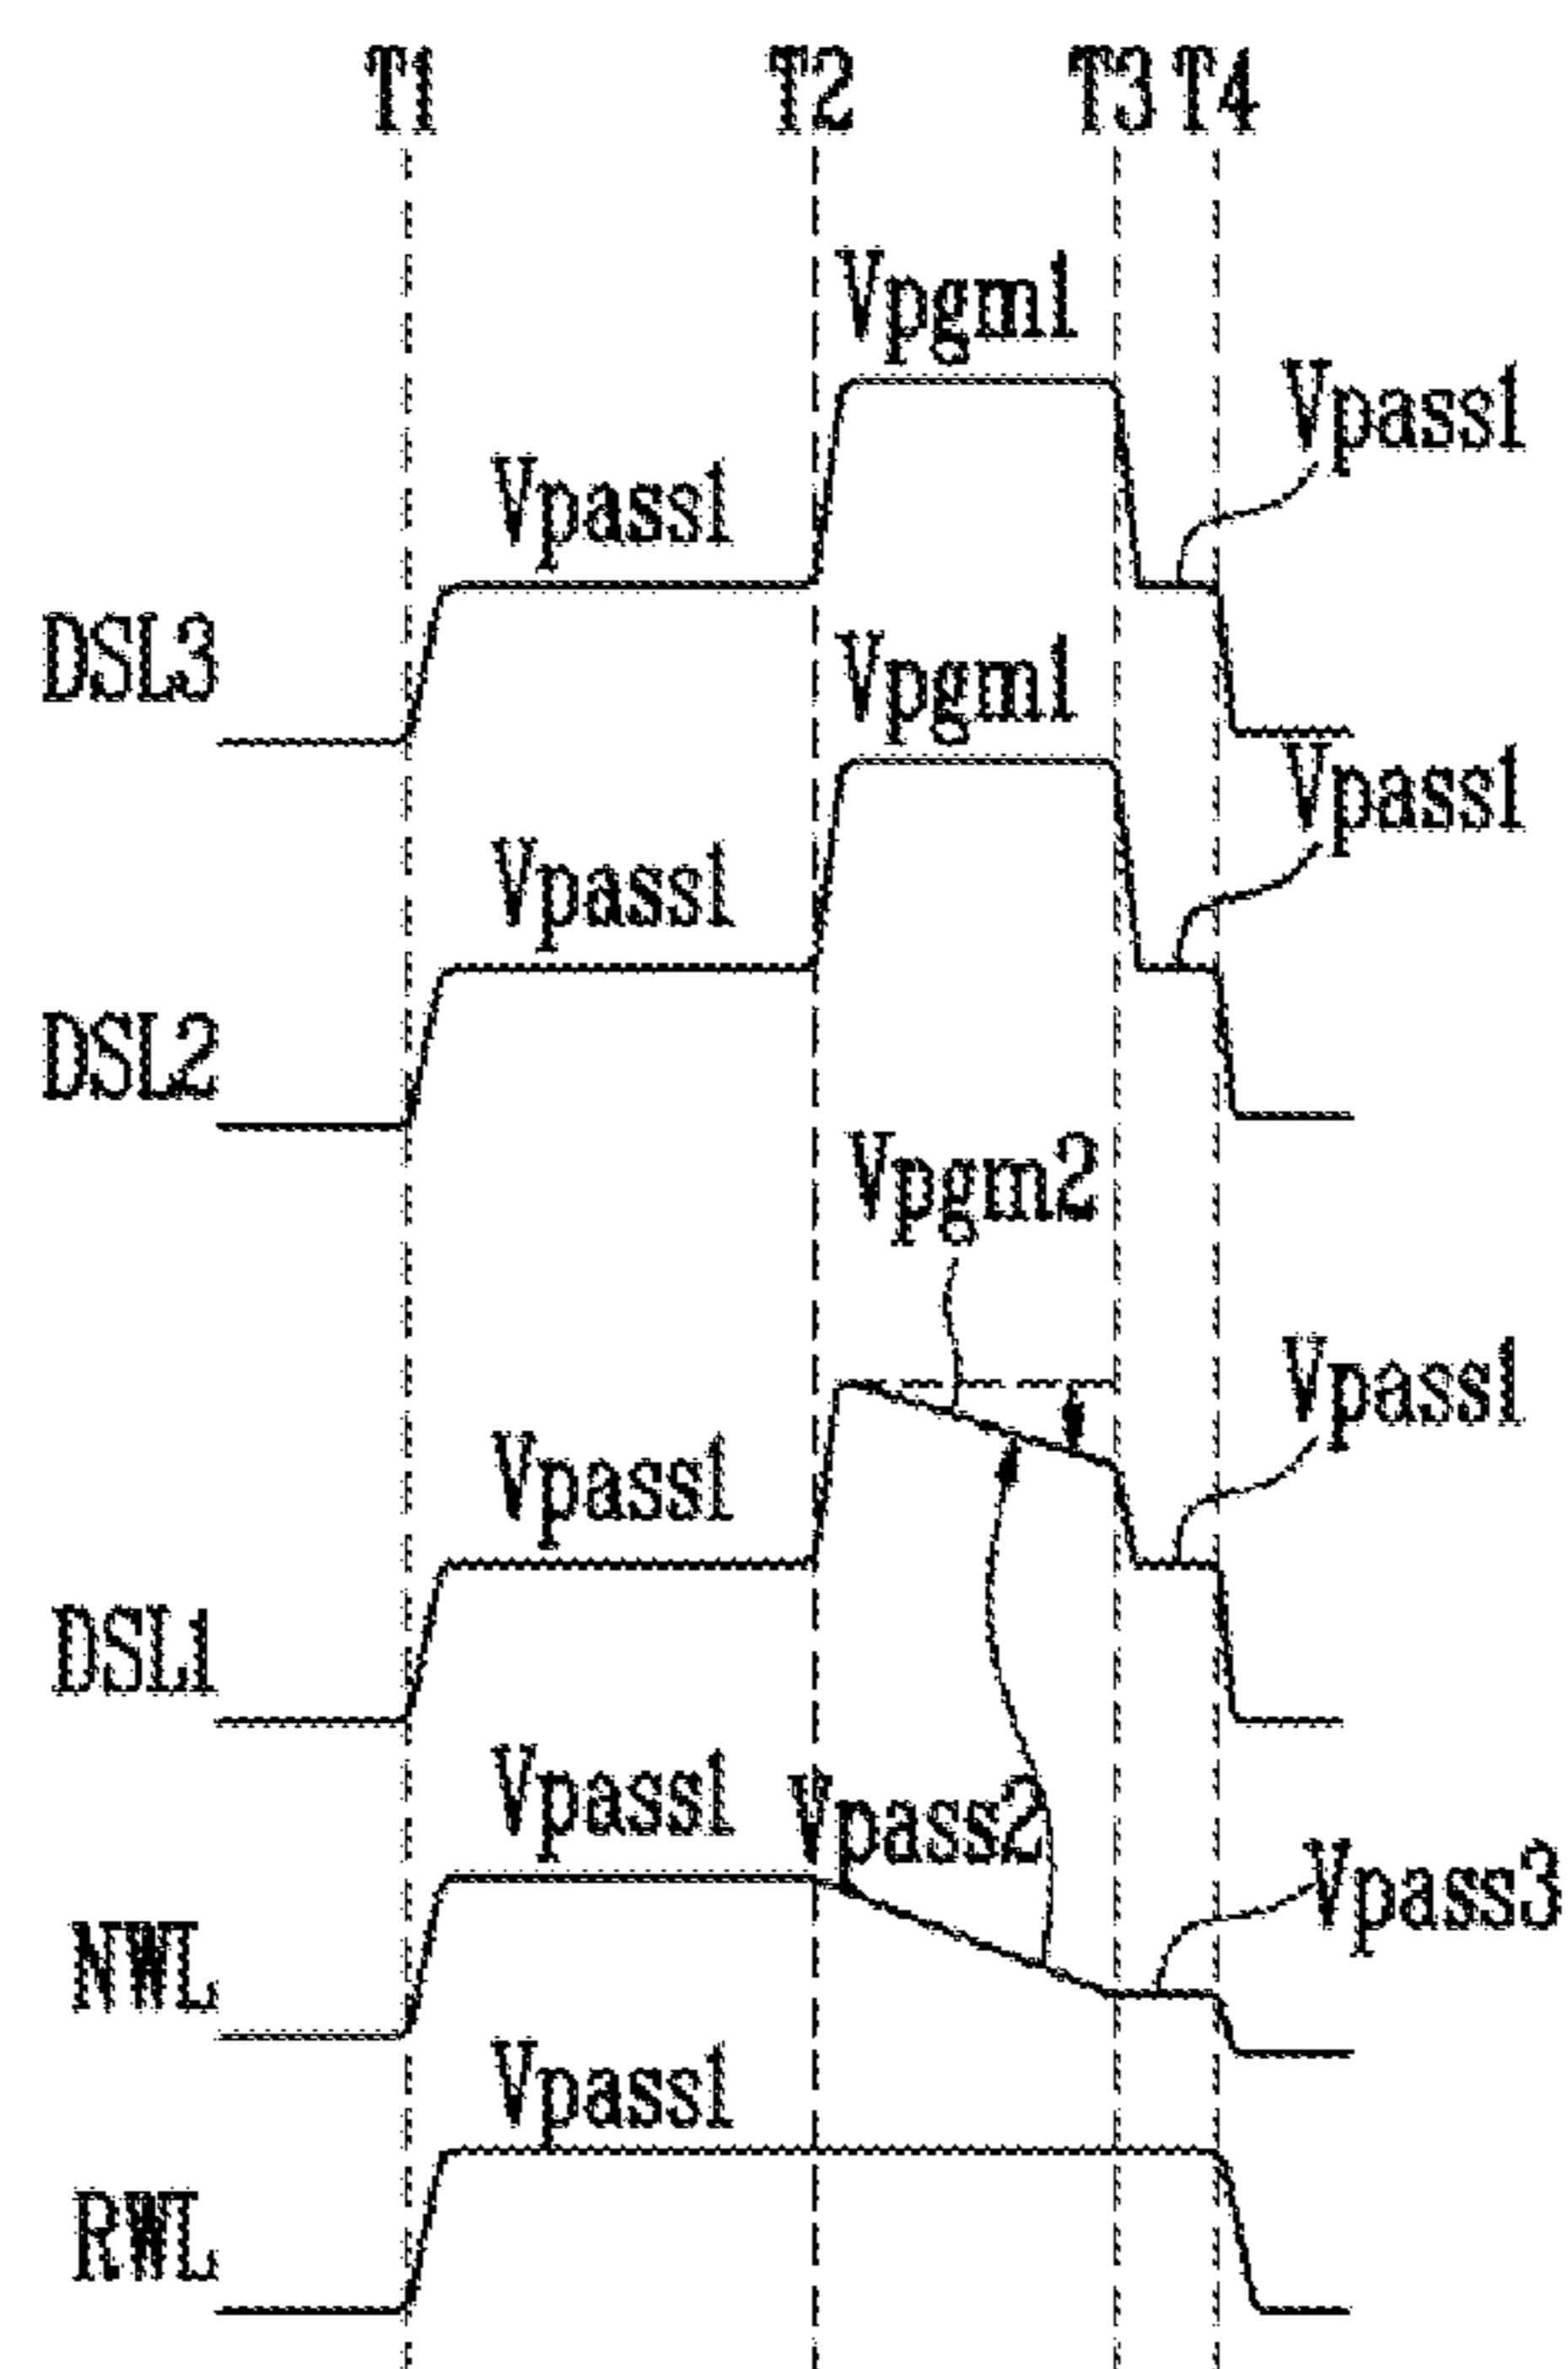 T1 T2 T3 T4
Vpgm1
Vpass1
Vpass1
DSL3
Vpgm1
Vpass1
Vpass1
DSL2
Vpgm2
Vpass1
Vpass1
DSL1
Vpass1 Vpass2
Vpass3
NWL
Vpass1
RWL